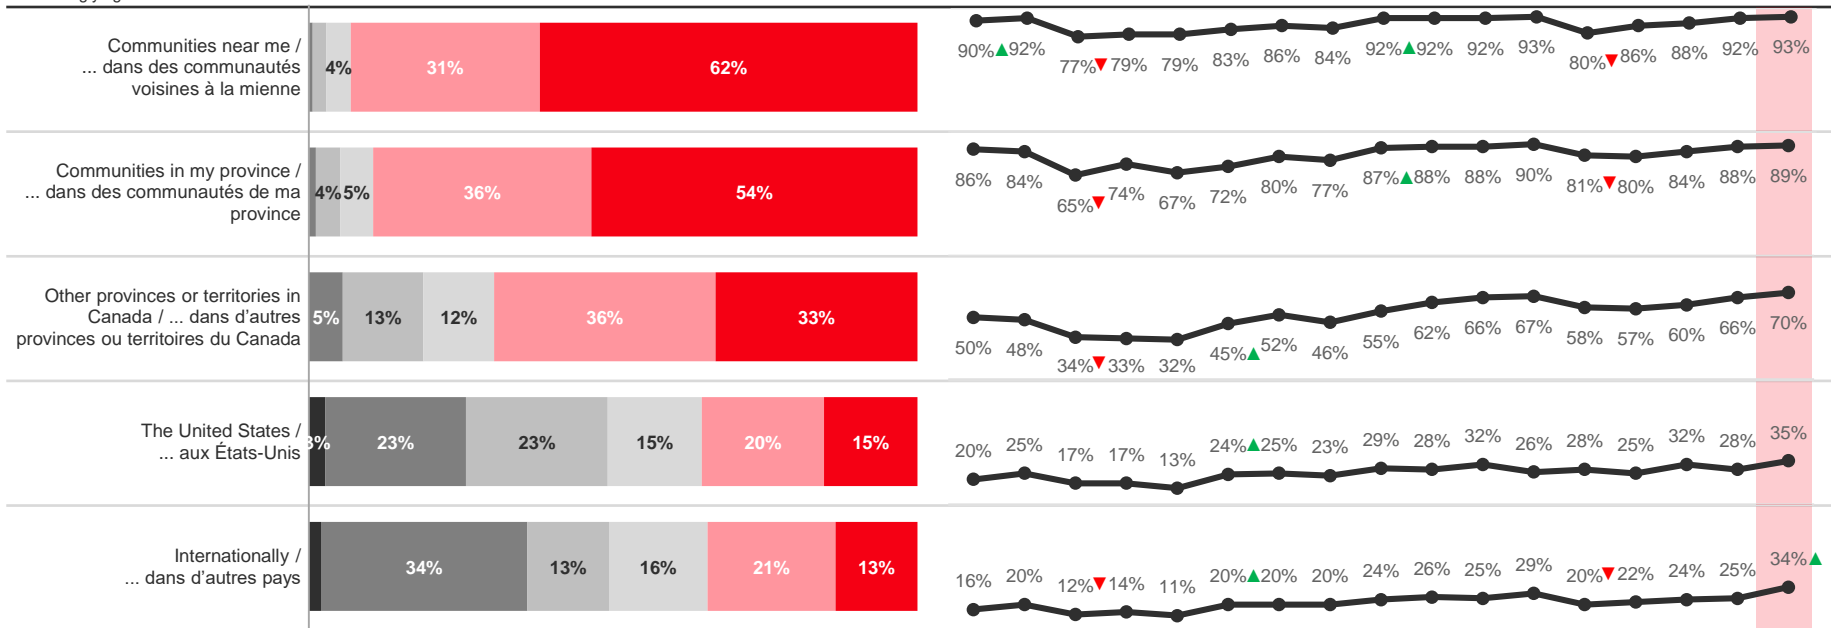 Communities near me /
... dans des communautés
voisines à la mienne
4% 31% 62%
90% ▲ 92% 77% ▼ 79% 79% 83% 86% 84% 92% ▲ 92% 92% 93% 80% ▼ 86% 88% 92% 93%
Communities in my province /
... dans des communautés de ma
province
4% 5% 36% 54%
86% 84% 65% ▼ 74% 67% 72% 80% 77% 87% ▲ 88% 88% 90% 81% ▼ 80% 84% 88% 89%
Other provinces or territories in
Canada / ... dans d'autres
provinces ou territoires du Canada
5% 13% 12% 36% 33%
50% 48% 34% ▼ 33% 32% 45% ▲ 52% 46% 55% 62% 66% 67% 58% 57% 60% 66% 70%
The United States /
... aux États-Unis
3% 23% 23% 15% 20% 15%
20% 25% 17% 17% 13% 24% ▲ 25% 23% 29% 28% 32% 26% 28% 25% 32% 28% 35%
Internationally /
... dans d'autres pays
34% 13% 16% 21% 13%
16% 20% 12% ▼ 14% 11% 20% ▲ 20% 20% 24% 26% 25% 29% 20% ▼ 22% 24% 25% 34% ▲